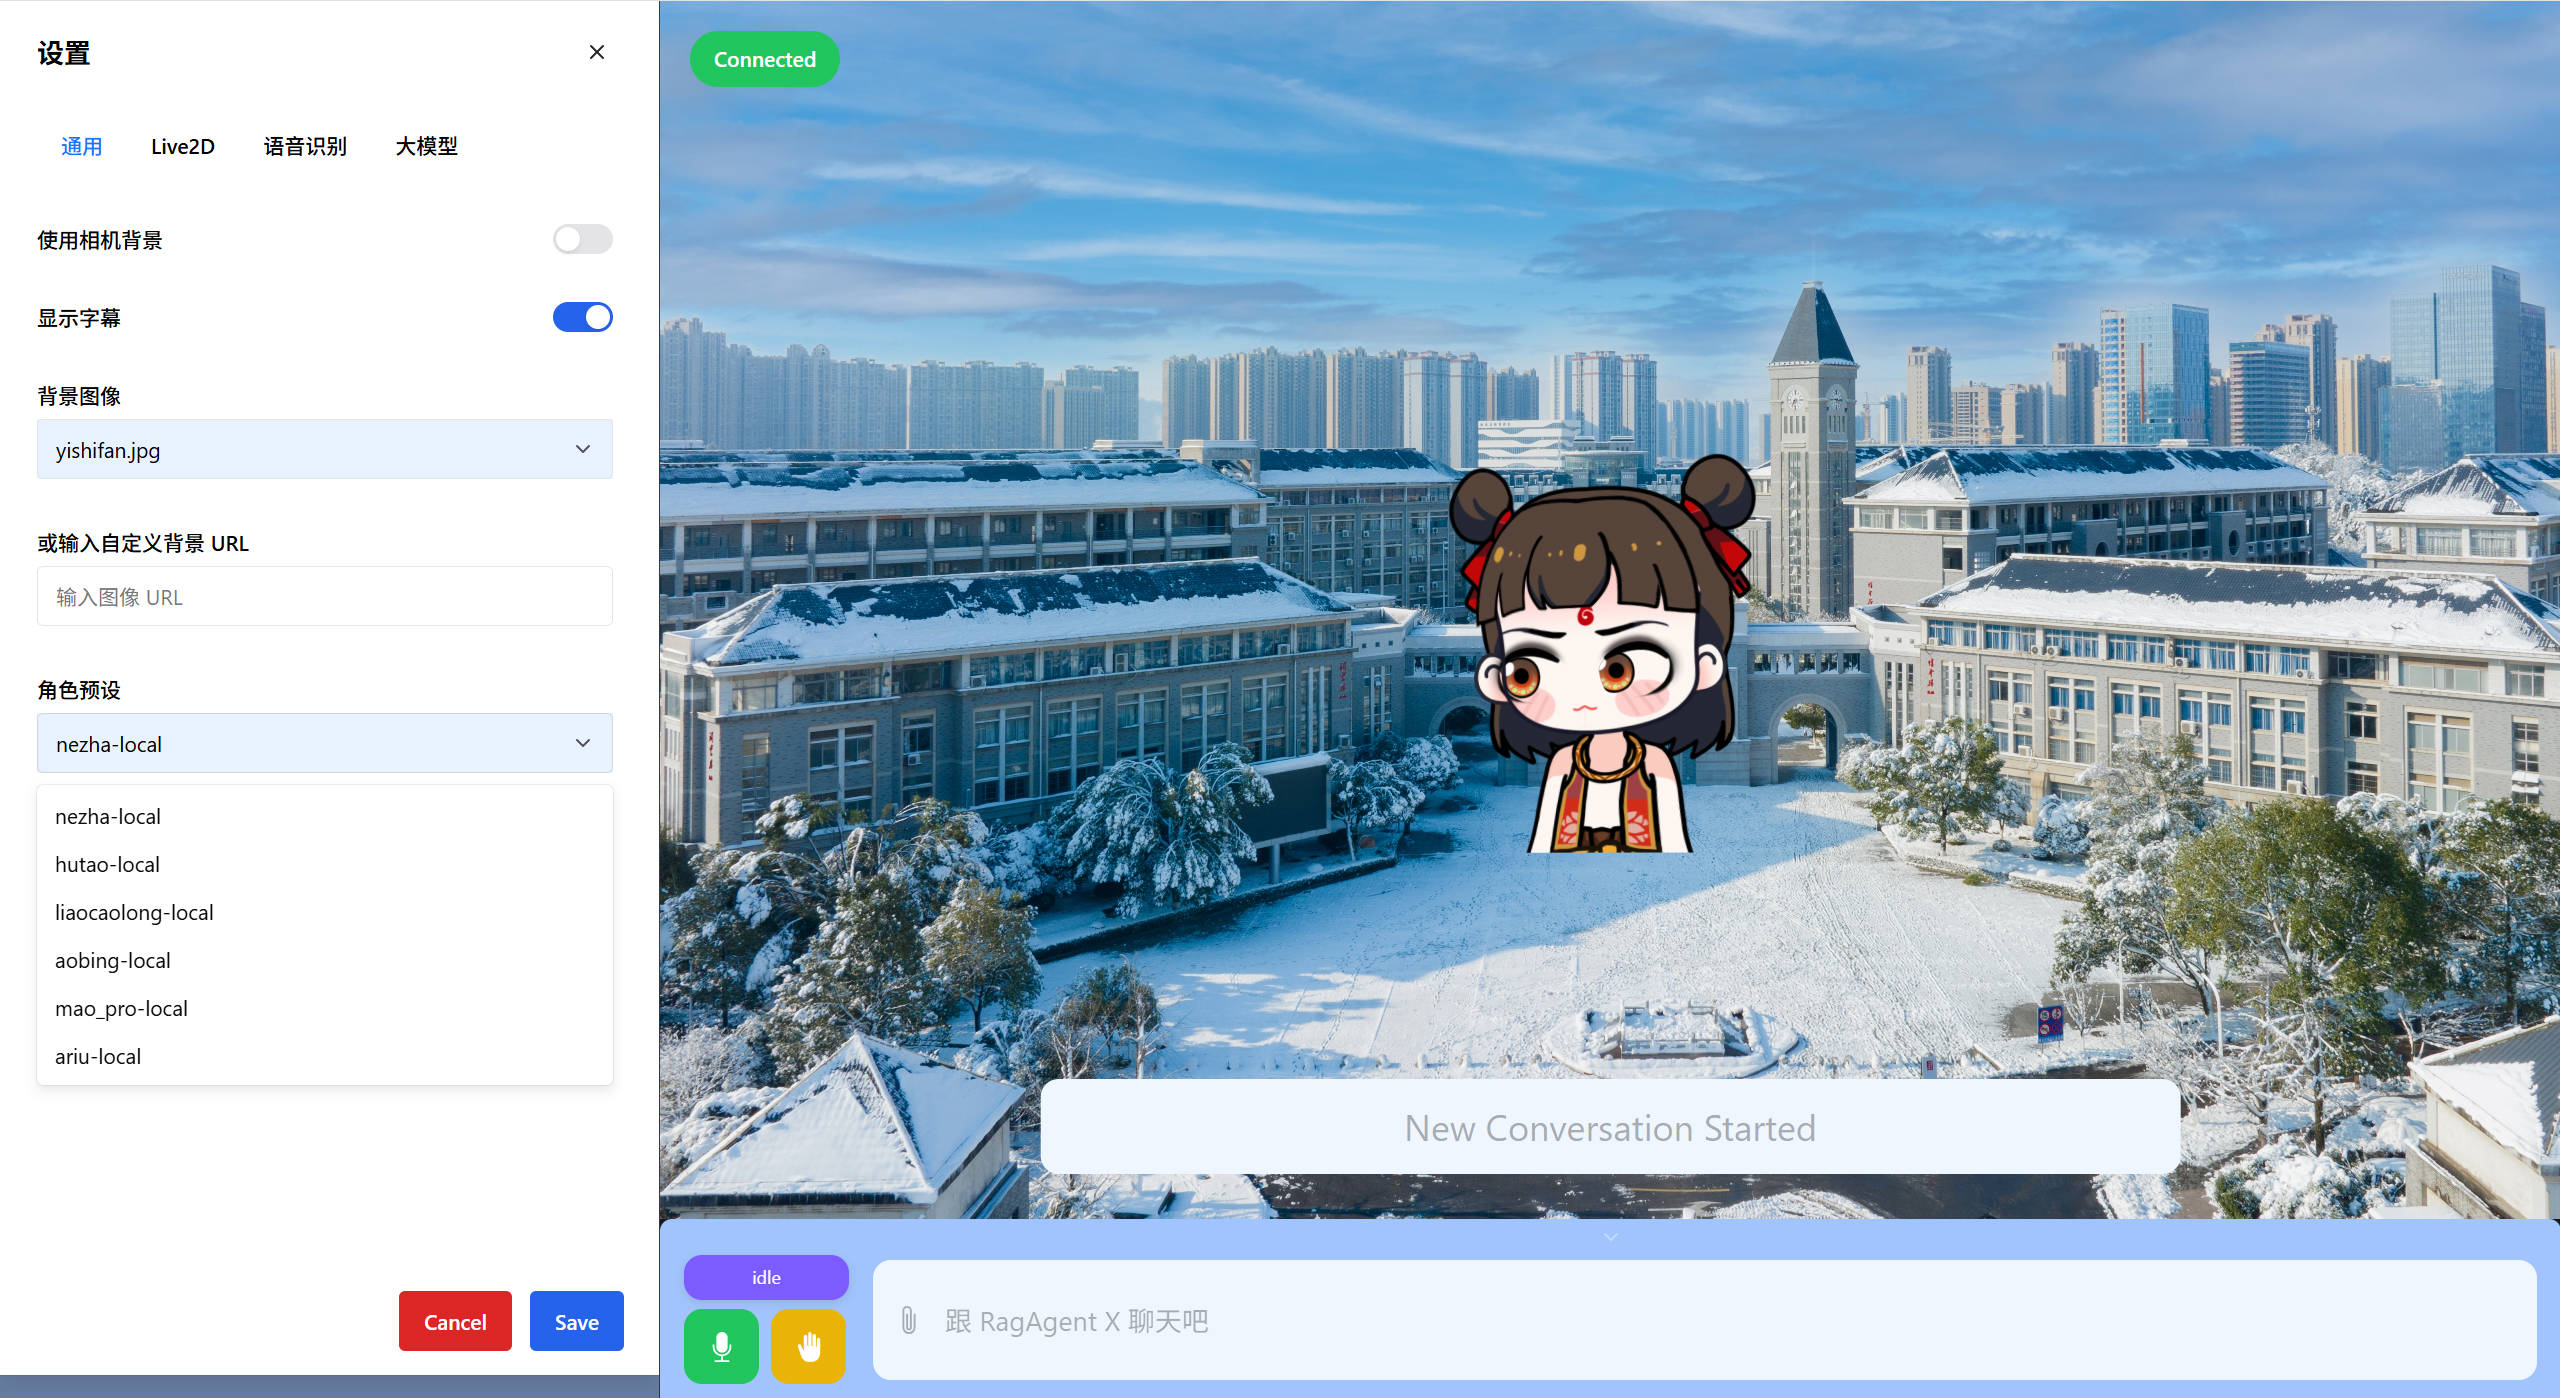 设置
通用 Live2D 语音识别 大模型
使用相机背景
显示字幕
背景图像
yishifan.jpg
或输入自定义背景 URL
输入图像 URL
角色预设
nezha-local
nezha-local
hutao-local
liaocaolong-local
aobing-local
mao_pro-local
ariu-local
Cancel Save
Connected
New Conversation Started
idle
跟 RagAgent X 聊天吧